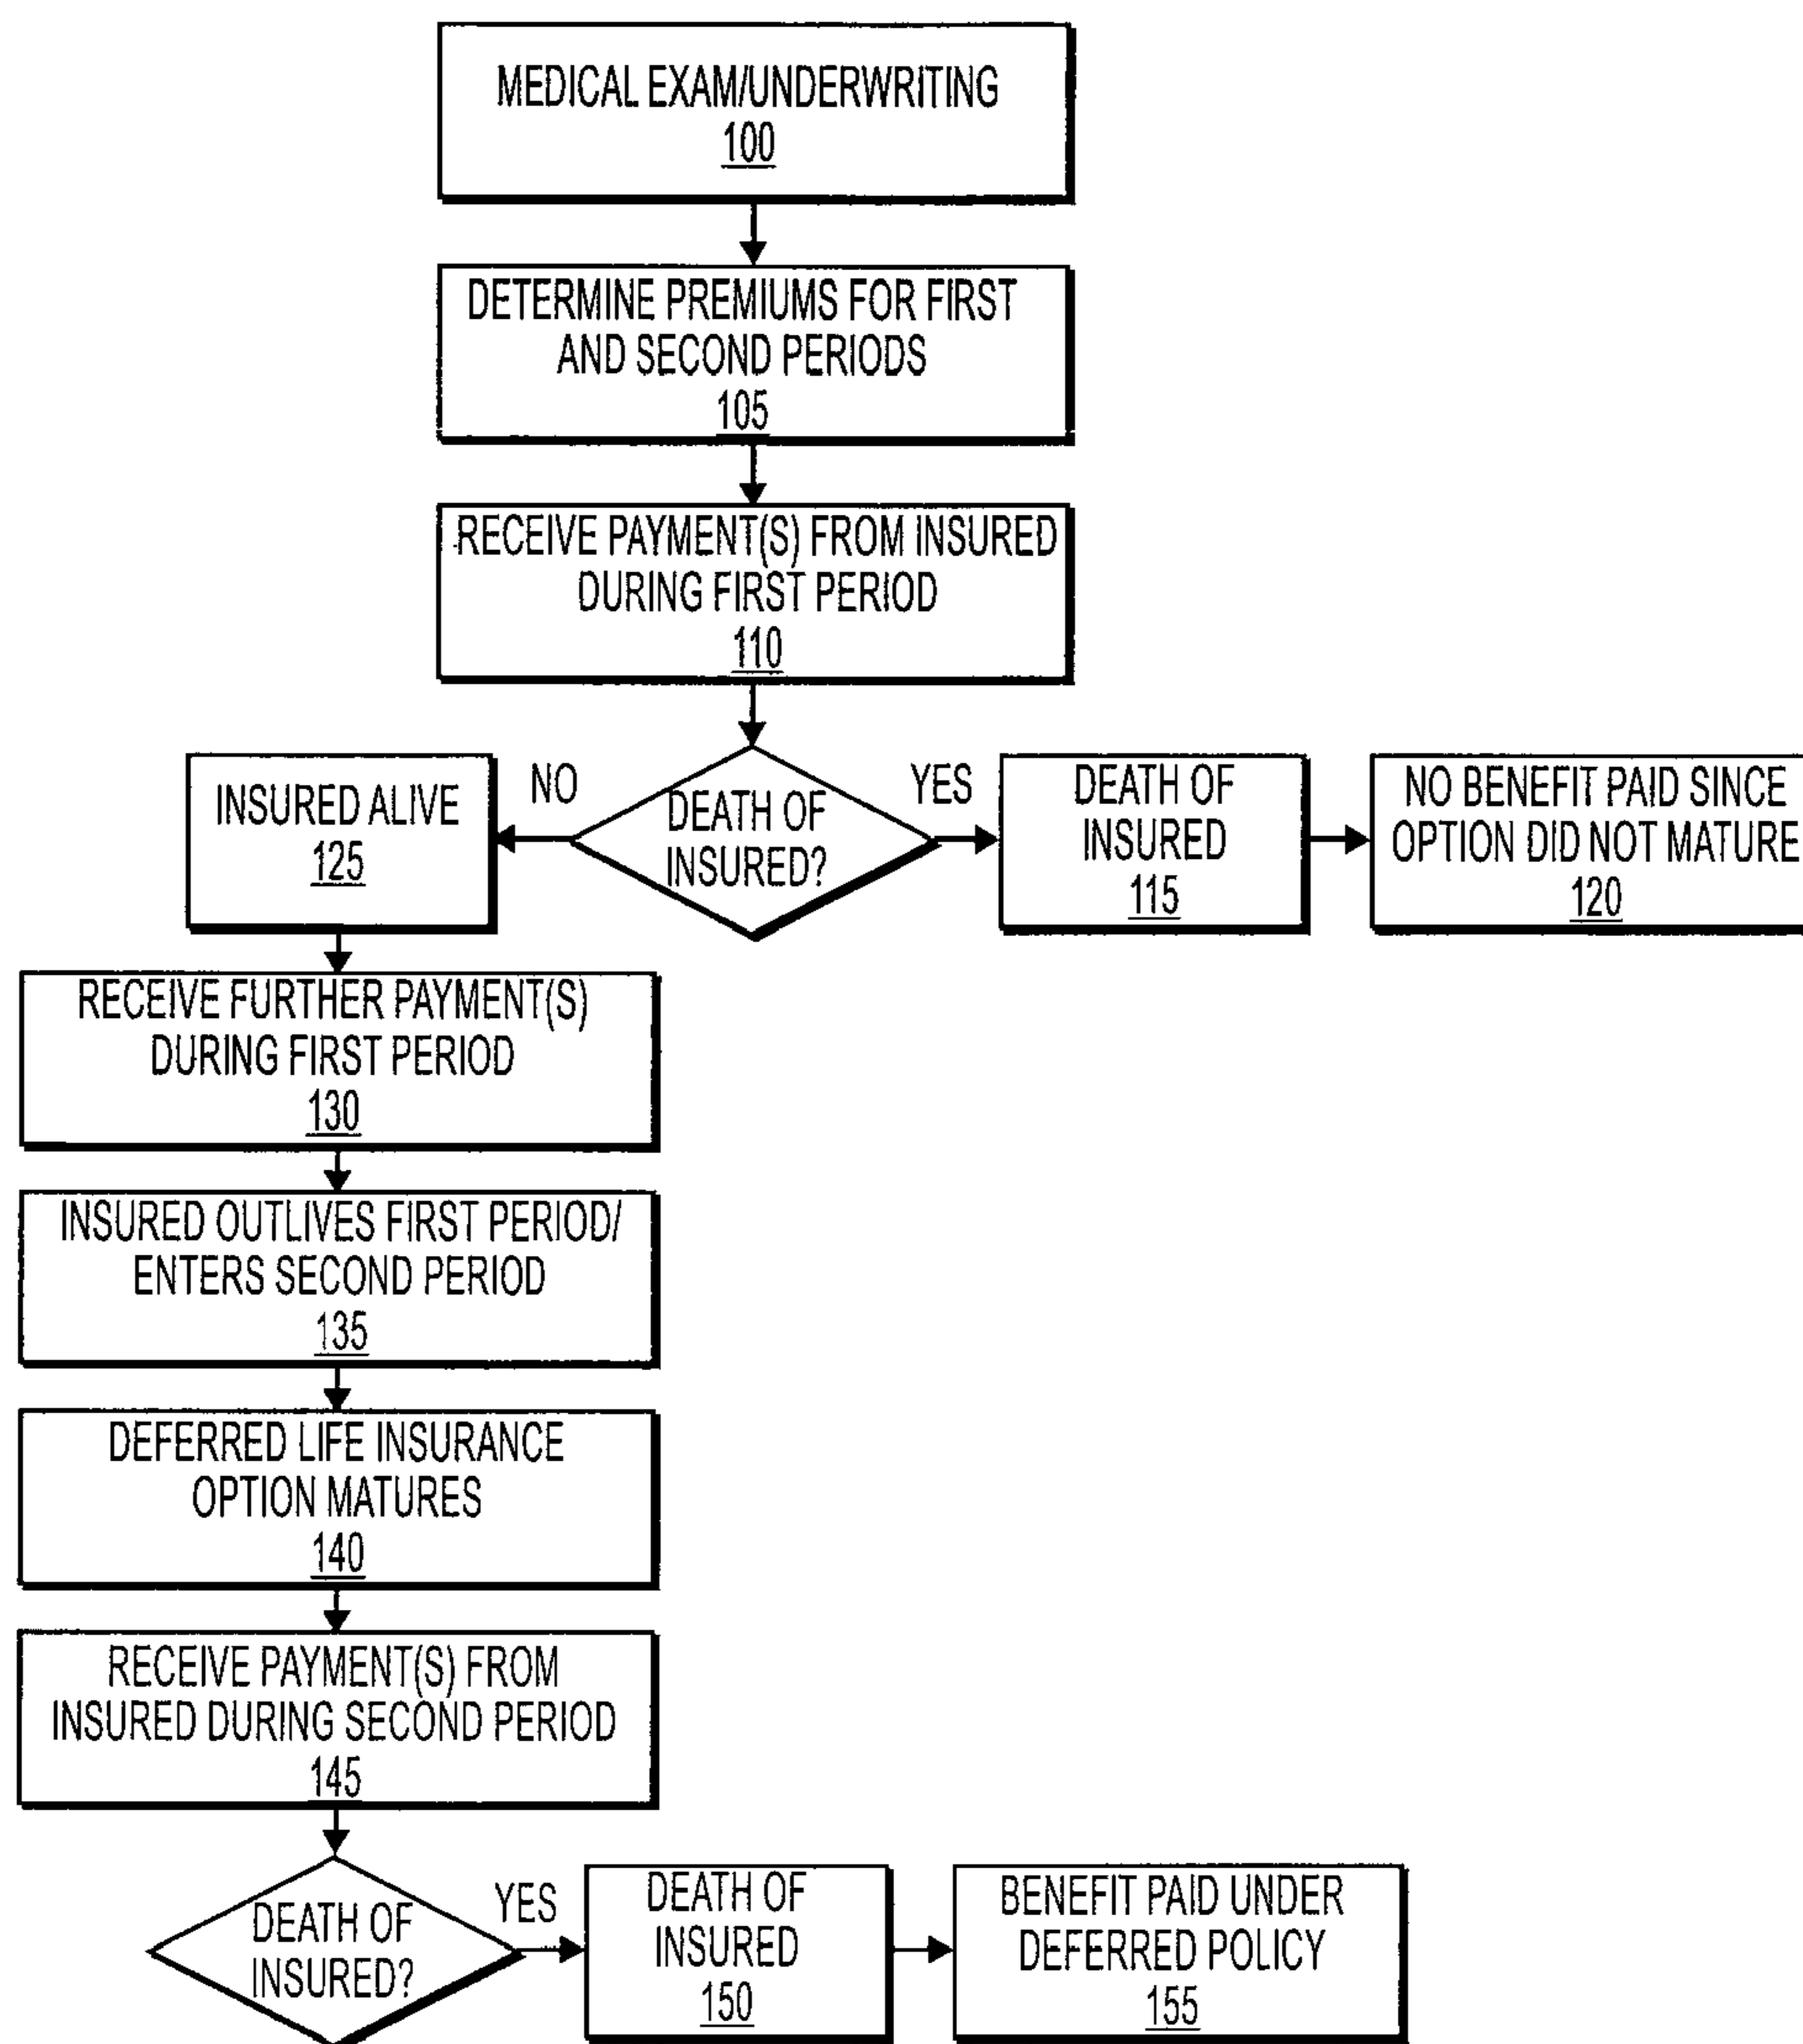 MEDICAL EXAM/UNDERWRITING
100
DETERMINE PREMIUMS FOR FIRST
AND SECOND PERIODS
105
RECEIVE PAYMENT(S) FROM INSURED
DURING FIRST PERIOD
110
INSURED ALIVE
125
NO
DEATH OF
INSURED?
YES
DEATH OF
INSURED
115
NO BENEFIT PAID SINCE
OPTION DID NOT MATURE
120
RECEIVE FURTHER PAYMENT(S)
DURING FIRST PERIOD
130
INSURED OUTLIVES FIRST PERIOD/
ENTERS SECOND PERIOD
135
DEFERRED LIFE INSURANCE
OPTION MATURES
140
RECEIVE PAYMENT(S) FROM
INSURED DURING SECOND PERIOD
145
DEATH OF
INSURED?
YES
DEATH OF
INSURED
150
BENEFIT PAID UNDER
DEFERRED POLICY
155